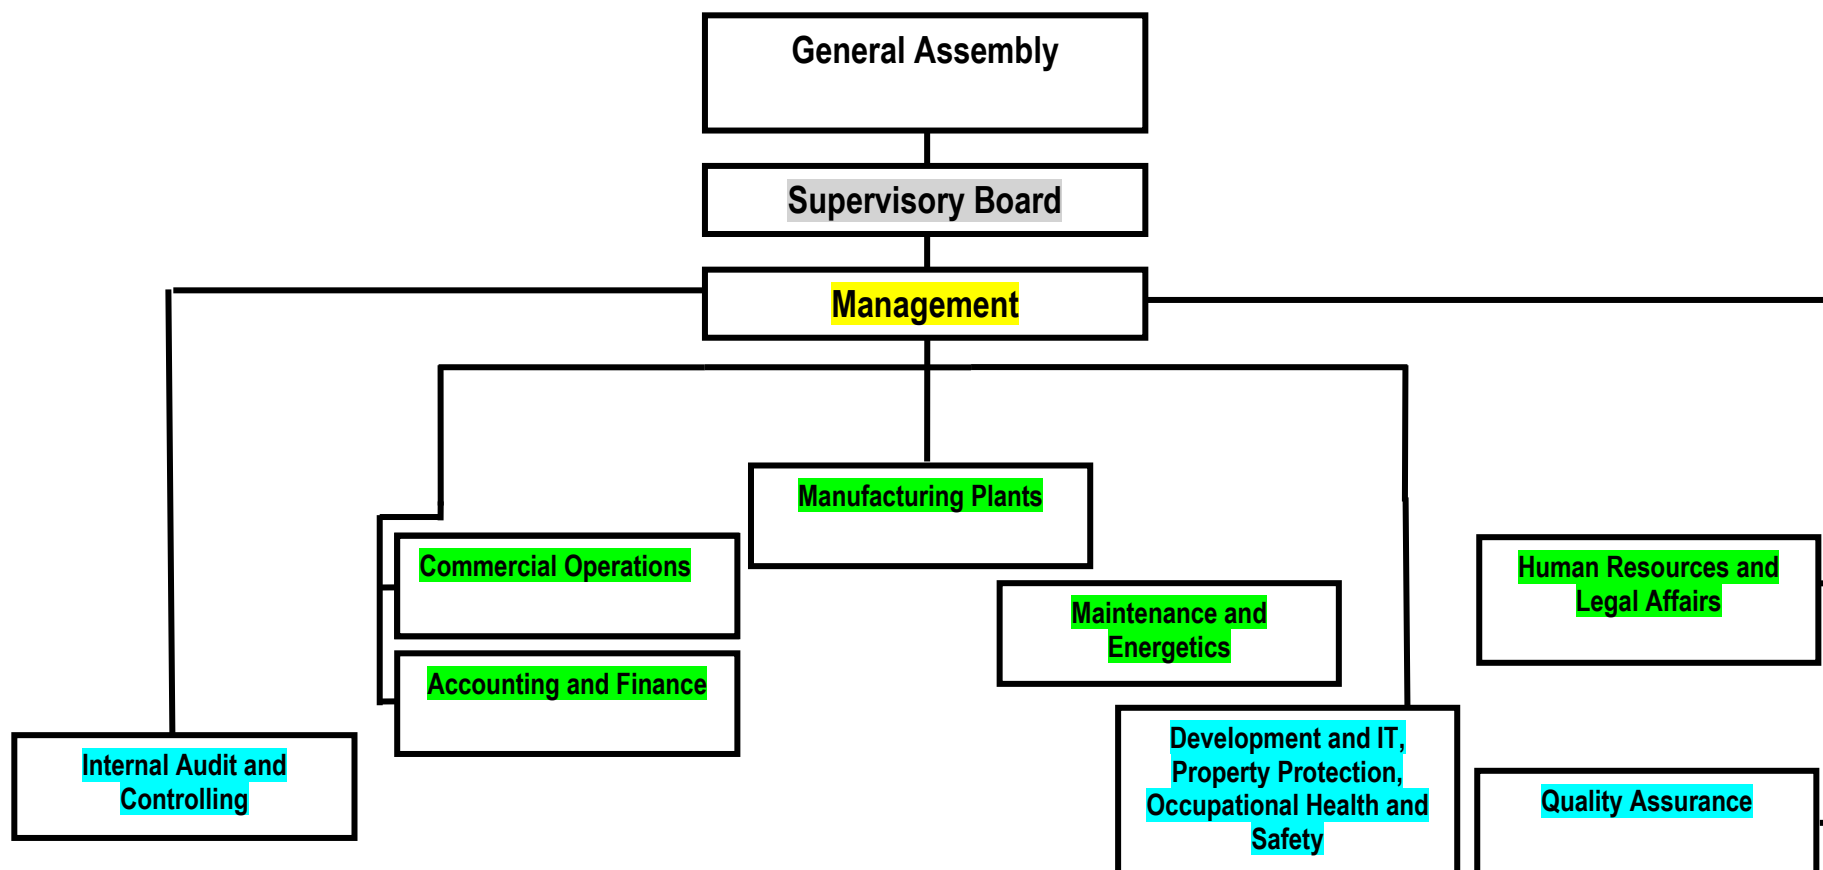 General Assembly
Supervisory Board
Management
Manufacturing Plants
Commercial Operations
Human Resources and
Legal Affairs
Maintenance and
Energetics
Accounting and Finance
Internal Audit and
Controlling
Development and IT,
Property Protection,
Occupational Health and
Safety
Quality Assurance